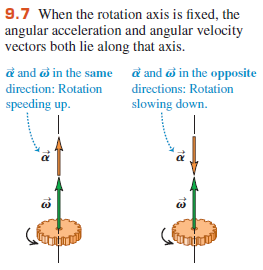 9.7 When the rotation axis is fixed, the
angular acceleration and angular velocity
vectors both lie along that axis.
α⃗ and ω⃗ in the same
direction: Rotation
speeding up.
α⃗ and ω⃗ in the opposite
directions: Rotation
slowing down.
α⃗
α⃗
ω⃗
ω⃗